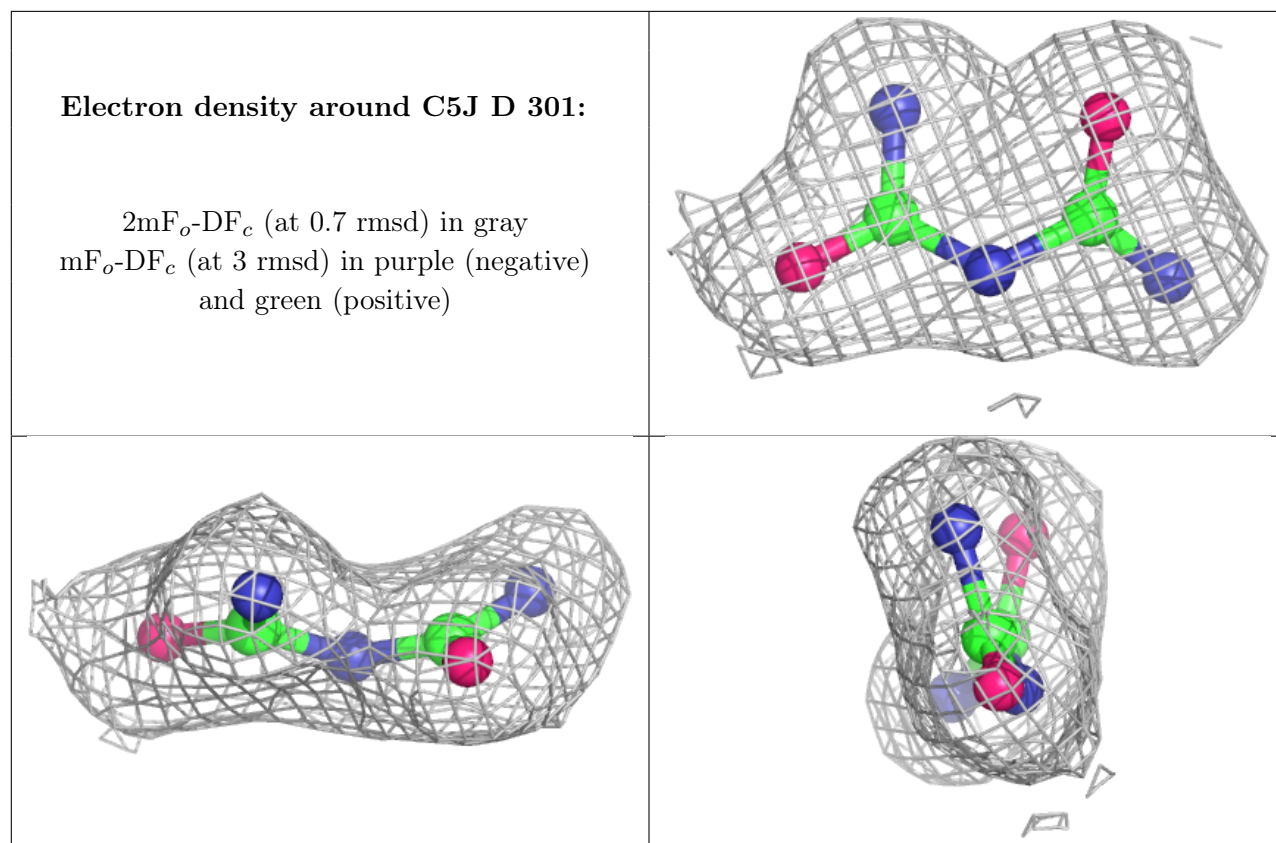 Electron density around C5J D 301:
2mFₒ-DF𝑐 (at 0.7 rmsd) in gray
mFₒ-DF𝑐 (at 3 rmsd) in purple (negative)
and green (positive)